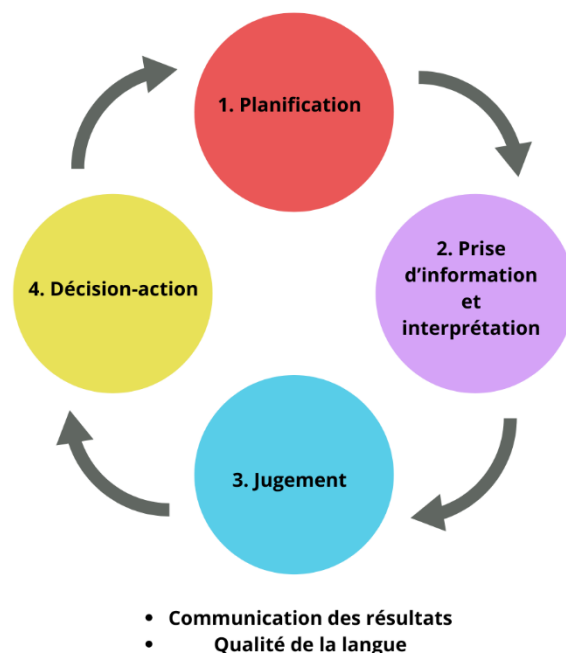 1. Planification
2. Prise
d'information
et
interprétation
3. Jugement
4. Décision-action
• Communication des résultats
• Qualité de la langue